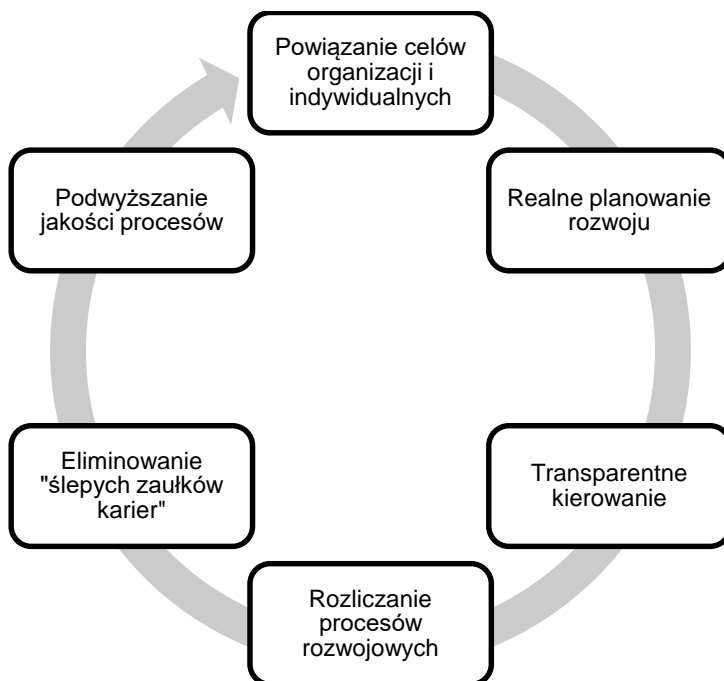 Powiązanie celów
organizacji i
indywidualnych
Realne planowanie
rozwoju
Transparentne
kierowanie
Rozliczanie
procesów
rozwojowych
Eliminowanie
"ślepych zaułków
karier"
Podwyższanie
jakości procesów